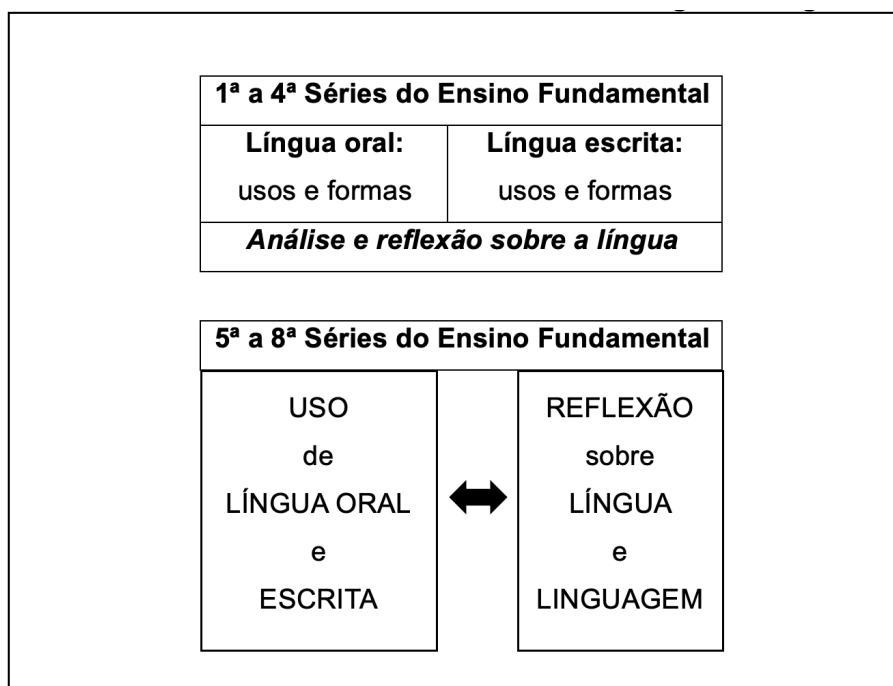 1ª a 4ª Séries do Ensino Fundamental
Língua oral:
usos e formas
Língua escrita:
usos e formas
Análise e reflexão sobre a língua
5ª a 8ª Séries do Ensino Fundamental
USO
de
LÍNGUA ORAL
e
ESCRITA
REFLEXÃO
sobre
LÍNGUA
e
LINGUAGEM